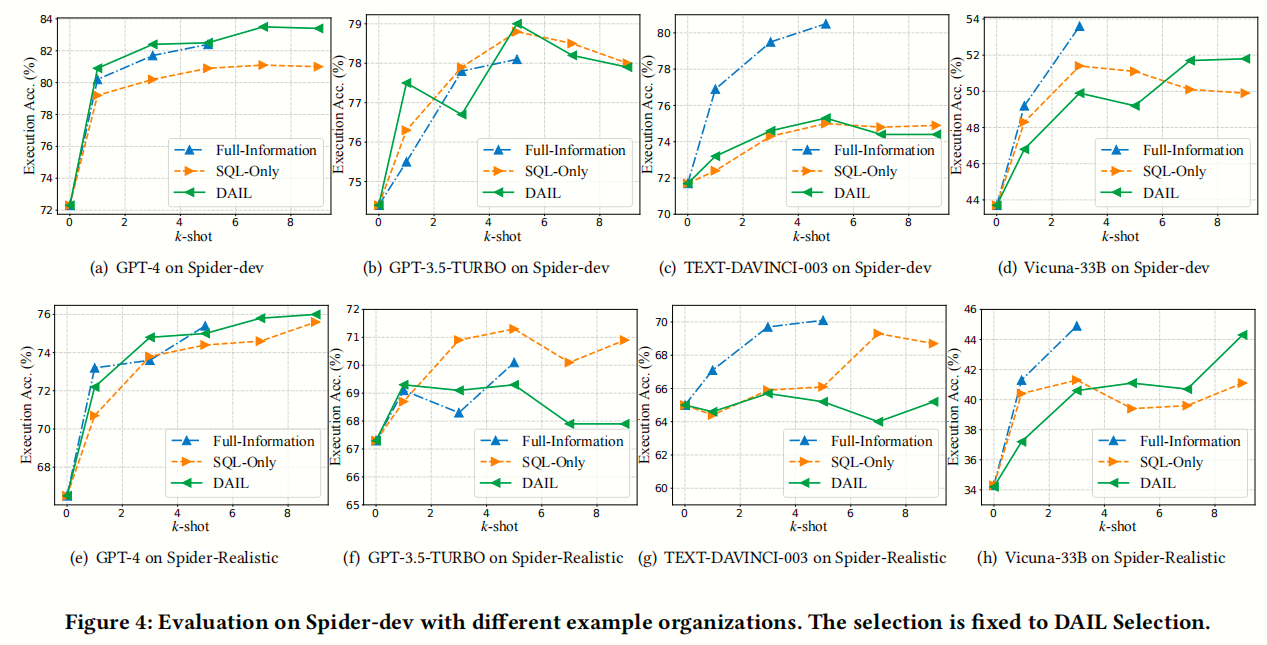 84
82
80
78
76
74
72
Execution Acc. (%)
Full-Information
SQL-Only
DAIL
0 2 4 6 8
k-shot
(a) GPT-4 on Spider-dev
79
78
77
76
75
Execution Acc. (%)
Full-Information
SQL-Only
DAIL
0 2 4 6 8
k-shot
(b) GPT-3.5-TURBO on Spider-dev
80
78
76
74
72
70
Execution Acc. (%)
Full-Information
SQL-Only
DAIL
0 2 4 6 8
k-shot
(c) TEXT-DAVINCI-003 on Spider-dev
54
52
50
48
46
44
Execution Acc. (%)
Full-Information
SQL-Only
DAIL
0 2 4 6 8
k-shot
(d) Vicuna-33B on Spider-dev
76
74
72
70
68
Execution Acc. (%)
Full-Information
SQL-Only
DAIL
0 2 4 6 8
k-shot
(e) GPT-4 on Spider-Realistic
72
71
70
69
68
67
66
65
Execution Acc. (%)
Full-Information
SQL-Only
DAIL
0 2 4 6 8
k-shot
(f) GPT-3.5-TURBO on Spider-Realistic
70
68
66
64
62
60
Execution Acc. (%)
Full-Information
SQL-Only
DAIL
0 2 4 6 8
k-shot
(g) TEXT-DAVINCI-003 on Spider-Realistic
46
44
42
40
38
36
34
Execution Acc. (%)
Full-Information
SQL-Only
DAIL
0 2 4 6 8
k-shot
(h) Vicuna-33B on Spider-Realistic
Figure 4: Evaluation on Spider-dev with different example organizations. The selection is fixed to DAIL Selection.